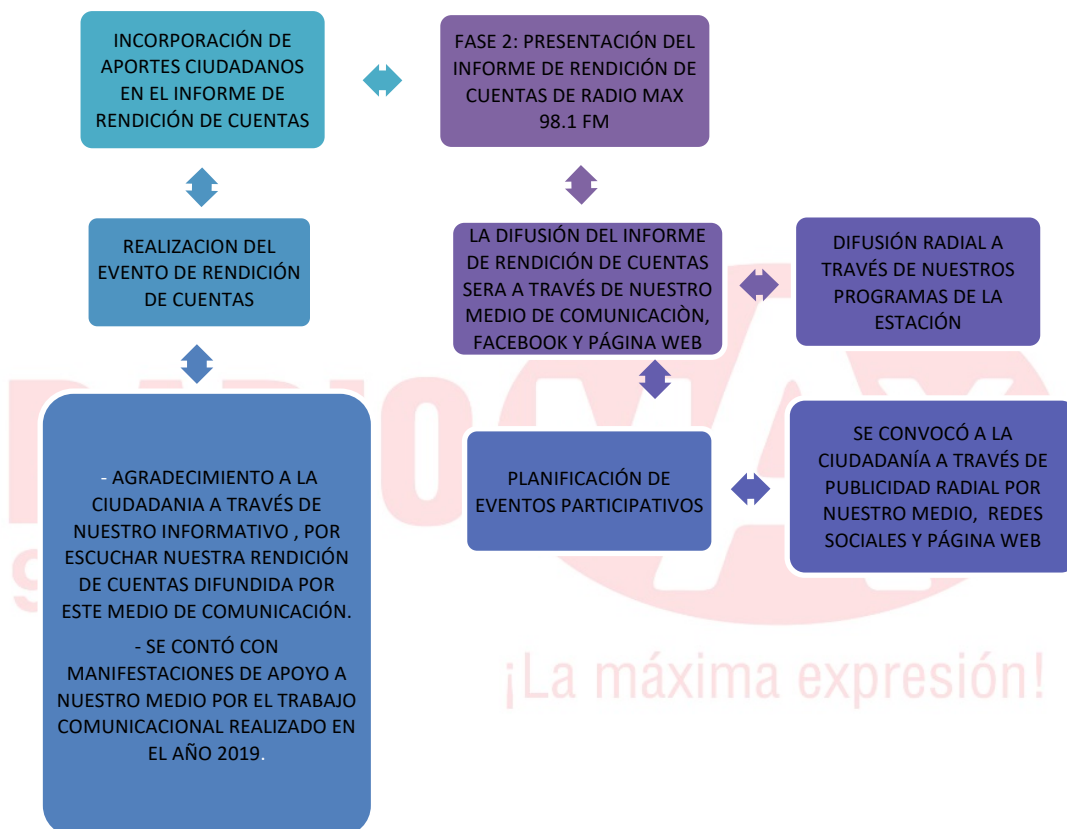 INCORPORACIÓN DE
APORTES CIUDADANOS
EN EL INFORME DE
RENDICIÓN DE CUENTAS
FASE 2: PRESENTACIÓN DEL
INFORME DE RENDICIÓN DE
CUENTAS DE RADIO MAX
98.1 FM
REALIZACION DEL
EVENTO DE RENDICIÓN
DE CUENTAS
LA DIFUSIÓN DEL INFORME
DE RENDICIÓN DE CUENTAS
SERA A TRAVÉS DE NUESTRO
MEDIO DE COMUNICACIÒN,
FACEBOOK Y PÁGINA WEB
DIFUSIÓN RADIAL A
TRAVÉS DE NUESTROS
PROGRAMAS DE LA
ESTACIÓN
- AGRADECIMIENTO A LA
CIUDADANIA A TRAVÉS DE
NUESTRO INFORMATIVO , POR
ESCUCHAR NUESTRA RENDICIÓN
DE CUENTAS DIFUNDIDA POR
ESTE MEDIO DE COMUNICACIÓN.
- SE CONTÓ CON
MANIFESTACIONES DE APOYO A
NUESTRO MEDIO POR EL TRABAJO
COMUNICACIONAL REALIZADO EN
EL AÑO 2019.
PLANIFICACIÓN DE
EVENTOS PARTICIPATIVOS
SE CONVOCÓ A LA
CIUDADANÍA A TRAVÉS DE
PUBLICIDAD RADIAL POR
NUESTRO MEDIO, REDES
SOCIALES Y PÁGINA WEB
¡La máxima expresión!